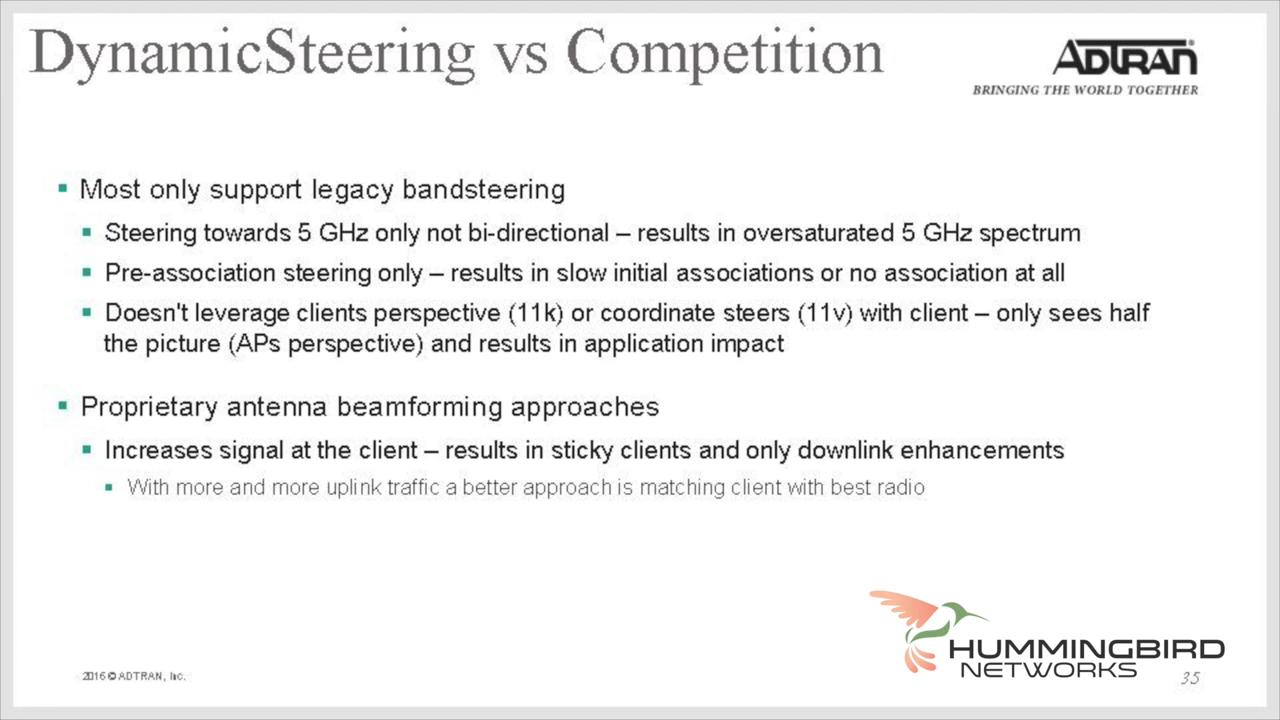 DynamicSteering vs Competition
ADTRAN®
BRINGING THE WORLD TOGETHER
Most only support legacy bandsteering
Steering towards 5 GHz only not bi-directional – results in oversaturated 5 GHz spectrum
Pre-association steering only – results in slow initial associations or no association at all
Doesn't leverage clients perspective (11k) or coordinate steers (11v) with client – only sees half
the picture (APs perspective) and results in application impact
Proprietary antenna beamforming approaches
Increases signal at the client – results in sticky clients and only downlink enhancements
With more and more uplink traffic a better approach is matching client with best radio
HUMMINGBIRD
NETWORKS
2016 © ADTRAN, Inc.
35